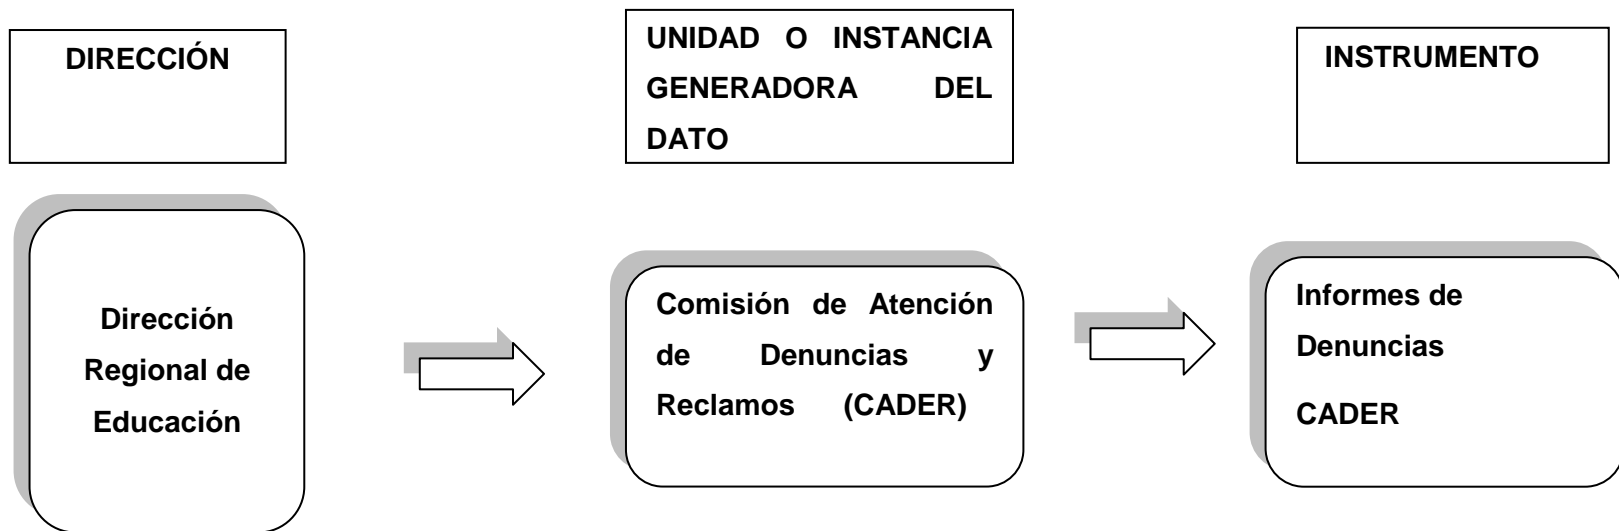 DIRECCIÓN
UNIDAD O INSTANCIA
GENERADORA DEL
DATO
INSTRUMENTO
Dirección
Regional de
Educación
Comisión de Atención
de Denuncias y
Reclamos (CADER)
Informes de
Denuncias
CADER